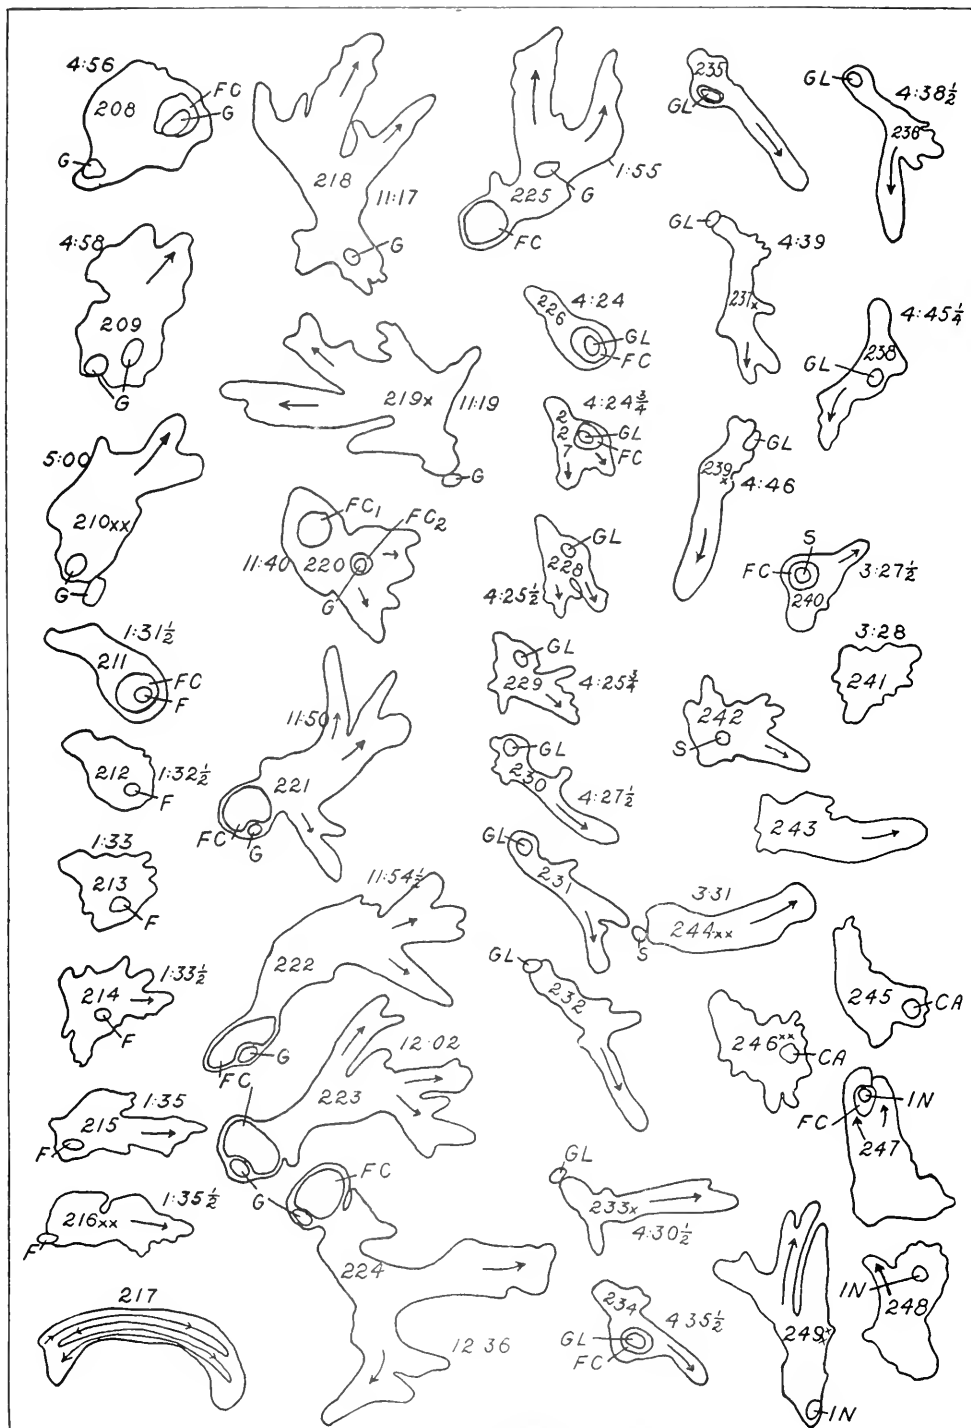 4:56
208
FC
G
G
4:58
209
G
5:00
210xx
G
1:31½
211
FC
F
212
1:32½
F
1:33
213
F
1:33½
214
F
1:35
215
F
1:35½
216xx
F
217
218
11:17
G
219x
11:19
G
FC1
FC2
11:40
220
G
11:50
221
FC
G
11:54½
222
G
FC
12:02
223
G
FC
224
12 36
225
1:55
G
FC
226
4:24
GL
FC
4:24¾
2
2
7
GL
FC
GL
228
4:25½
GL
229
4:25¾
GL
230
4:27½
GL
231
GL
232
GL
233x
4:30½
234
4 35½
GL
FC
235
GL
GL
4:38½
236
GL
4:39
237x
4:45¼
238
GL
GL
239x
4:46
S
FC
240
3:27½
3:28
241
242
S
243
3:31
244xx
S
245
CA
246xx
CA
IN
FC
247
IN
248
249xx
IN